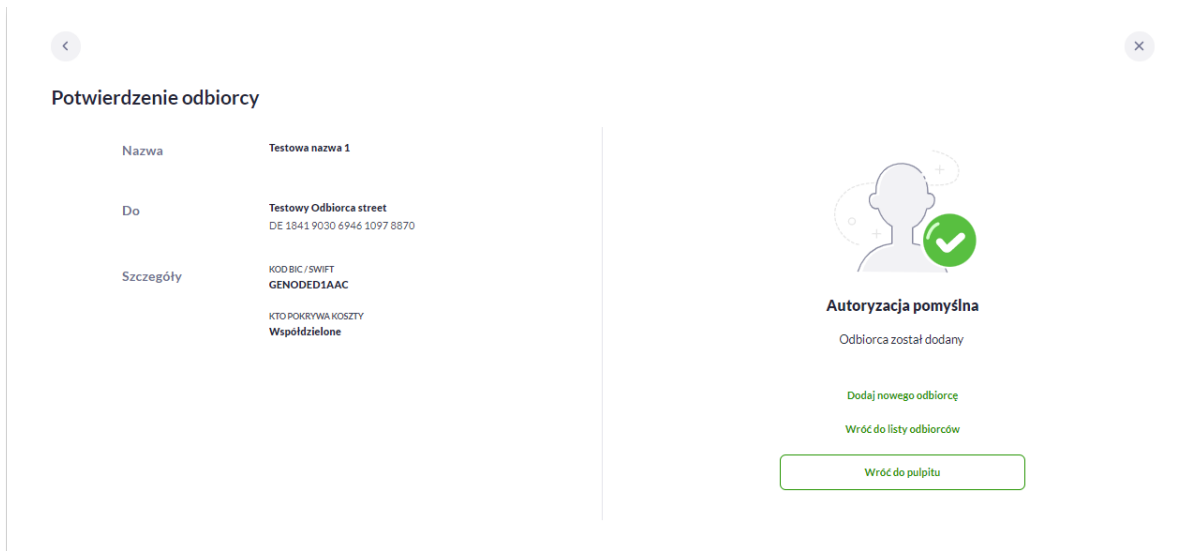 Potwierdzenie odbiorcy
Nazwa
Testowa nazwa 1
Do
Testowy Odbiorca street
DE 1841 9030 6946 1097 8870
Szczegóły
KOD BIC / SWIFT
GENODED1AAC
KTO POKRYWA KOSZTY
Współdzielone
Autoryzacja pomyślna
Odbiorca został dodany
Dodaj nowego odbiorcę
Wróć do listy odbiorców
Wróć do pulpitu